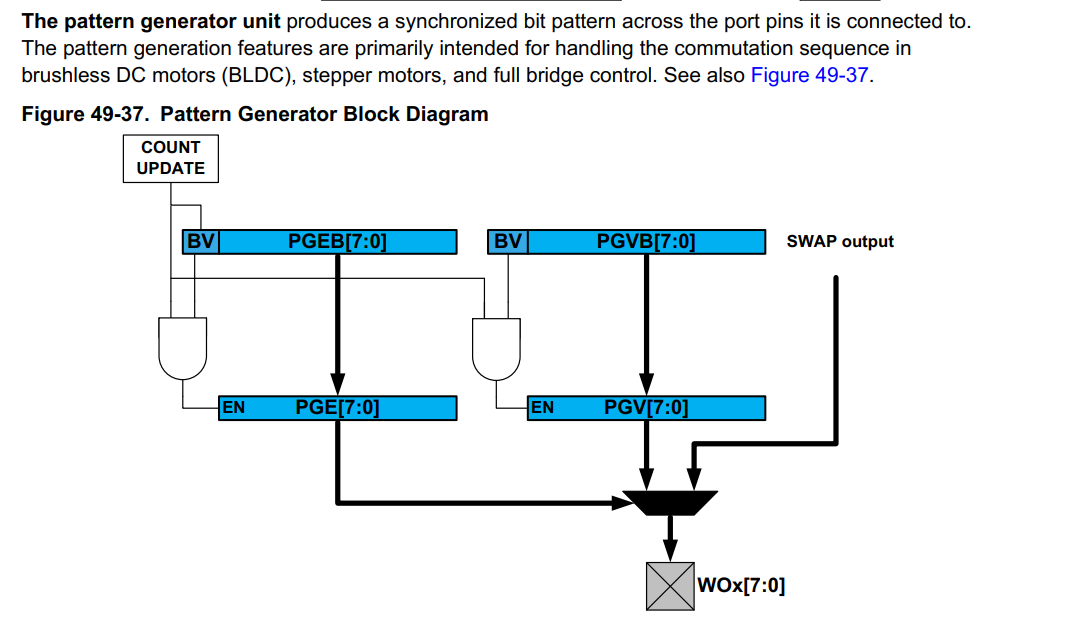 The pattern generator unit produces a synchronized bit pattern across the port pins it is connected to.
The pattern generation features are primarily intended for handling the commutation sequence in
brushless DC motors (BLDC), stepper motors, and full bridge control. See also Figure 49-37.
Figure 49-37. Pattern Generator Block Diagram
COUNT
UPDATE
BV PGEB[7:0] BV PGVB[7:0] SWAP output
EN PGE[7:0] EN PGV[7:0]
WOx[7:0]